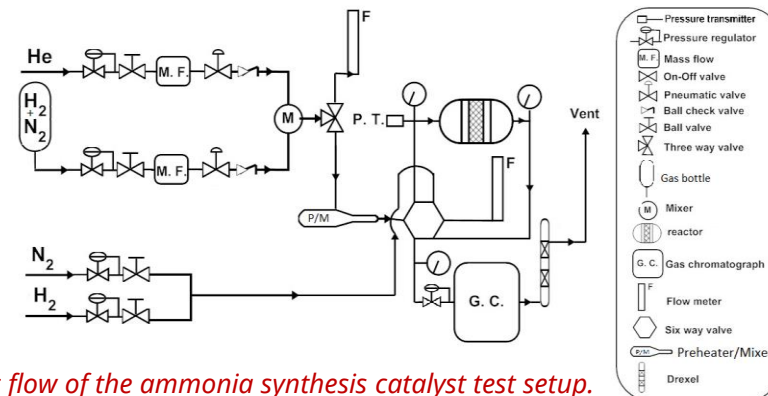 F
He
M. F.
H2
+
N2
M
P. T.
Vent
M. F.
F
P/M
N2
H2
G. C.
flow of the ammonia synthesis catalyst test setup.
Pressure transmitter
Pressure regulator
M. F. Mass flow
On-Off valve
Pneumatic valve
Ball check valve
Ball valve
Three way valve
Gas bottle
M Mixer
reactor
G. C. Gas chromatograph
F
Flow meter
Six way valve
P/M Preheater/Mixe
Drexel